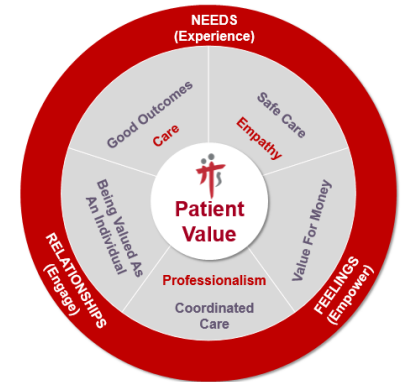 NEEDS
(Experience)
Good Outcomes
Care
Safe Care
Empathy
Patient
Value
Being Valued As
An Individual
Value For Money
Professionalism
Coordinated
Care
RELATIONSHIPS
(Engage)
FEELINGS
(Empower)